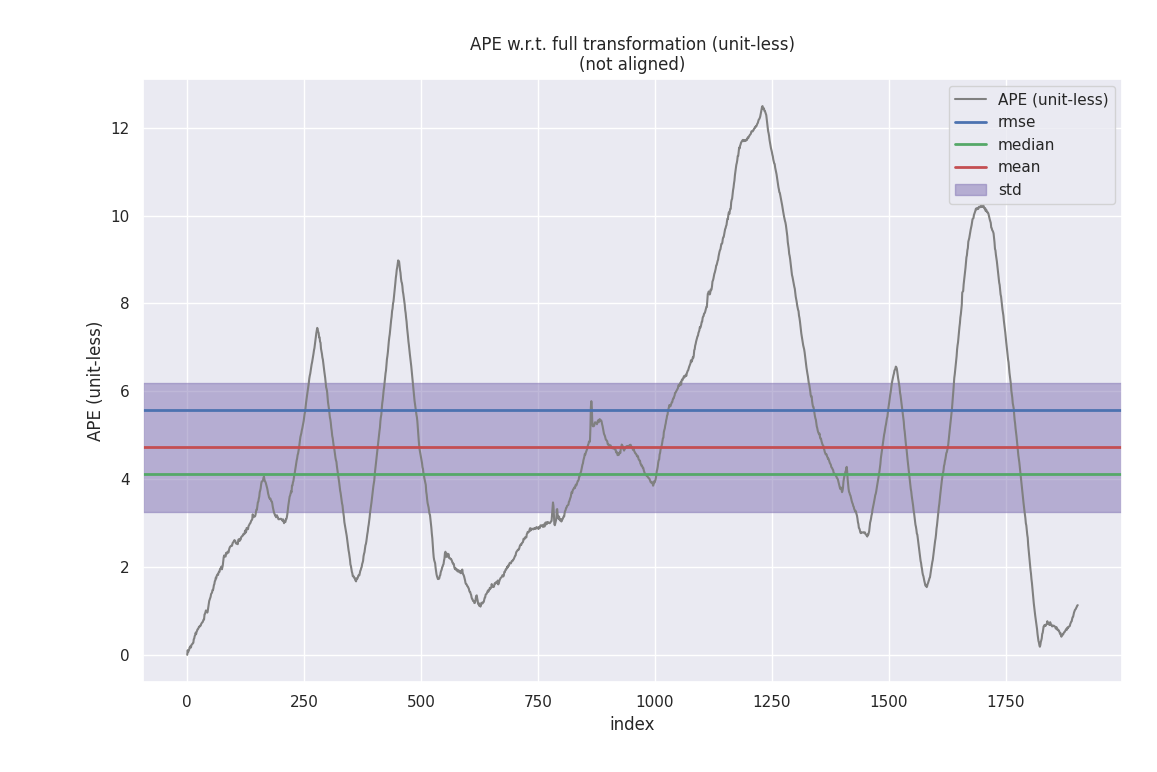 APE w.r.t. full transformation (unit-less)
(not aligned)
APE (unit-less)
rmse
median
mean
std
APE (unit-less)
12
10
8
6
4
2
0
0 250 500 750 1000 1250 1500 1750
index